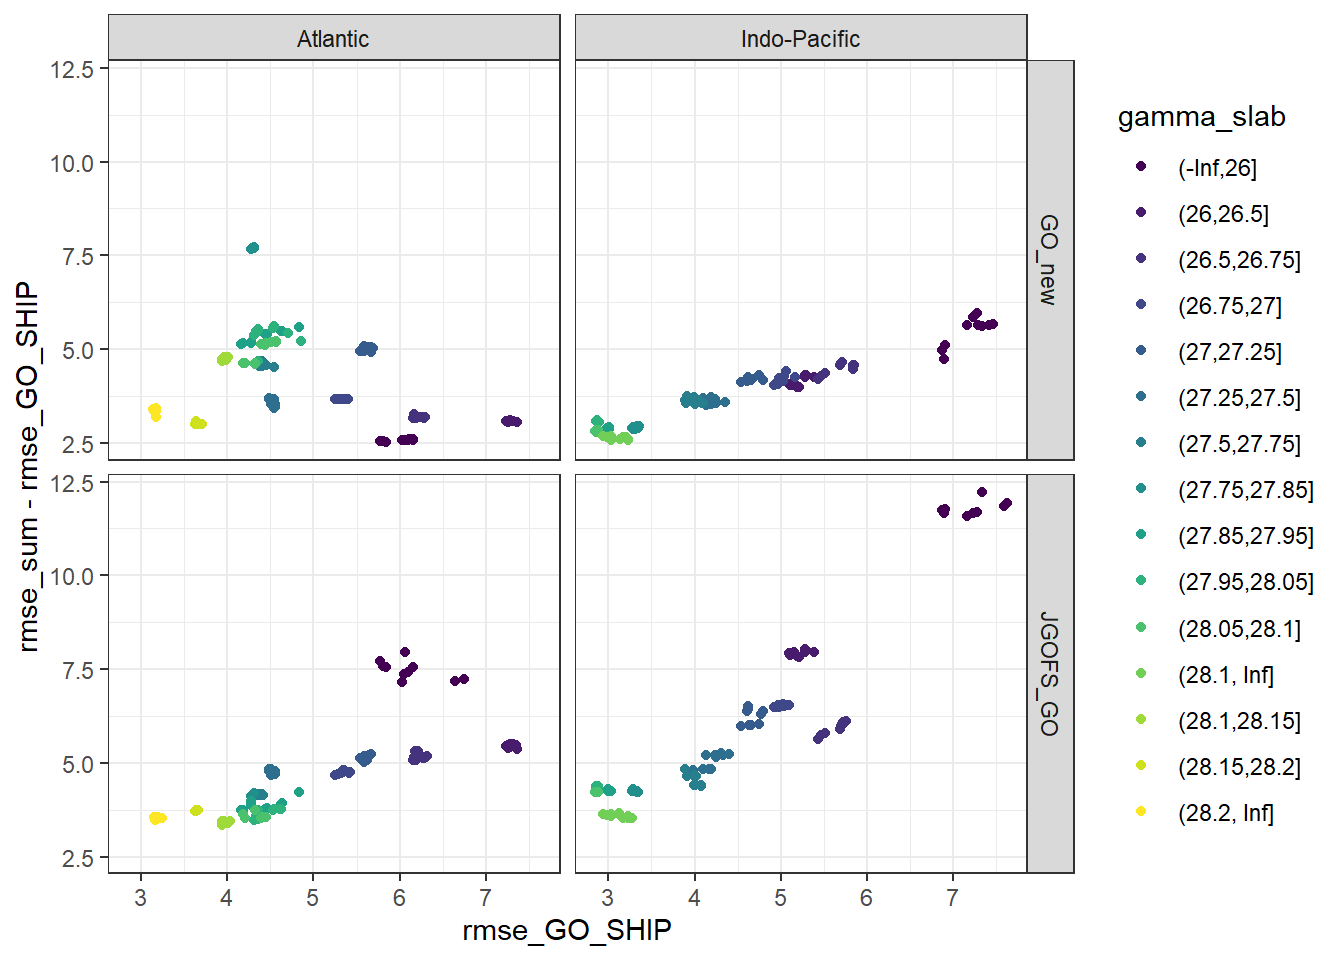 Atlantic
Indo-Pacific
12.5
10.0
7.5
5.0
2.5
GO_new
12.5
10.0
7.5
5.0
2.5
JGOFS_GO
rmse_sum - rmse_GO_SHIP
3 4 5 6 7
3 4 5 6 7
rmse_GO_SHIP
gamma_slab
(-Inf,26]
(26,26.5]
(26.5,26.75]
(26.75,27]
(27,27.25]
(27.25,27.5]
(27.5,27.75]
(27.75,27.85]
(27.85,27.95]
(27.95,28.05]
(28.05,28.1]
(28.1, Inf]
(28.1,28.15]
(28.15,28.2]
(28.2, Inf]